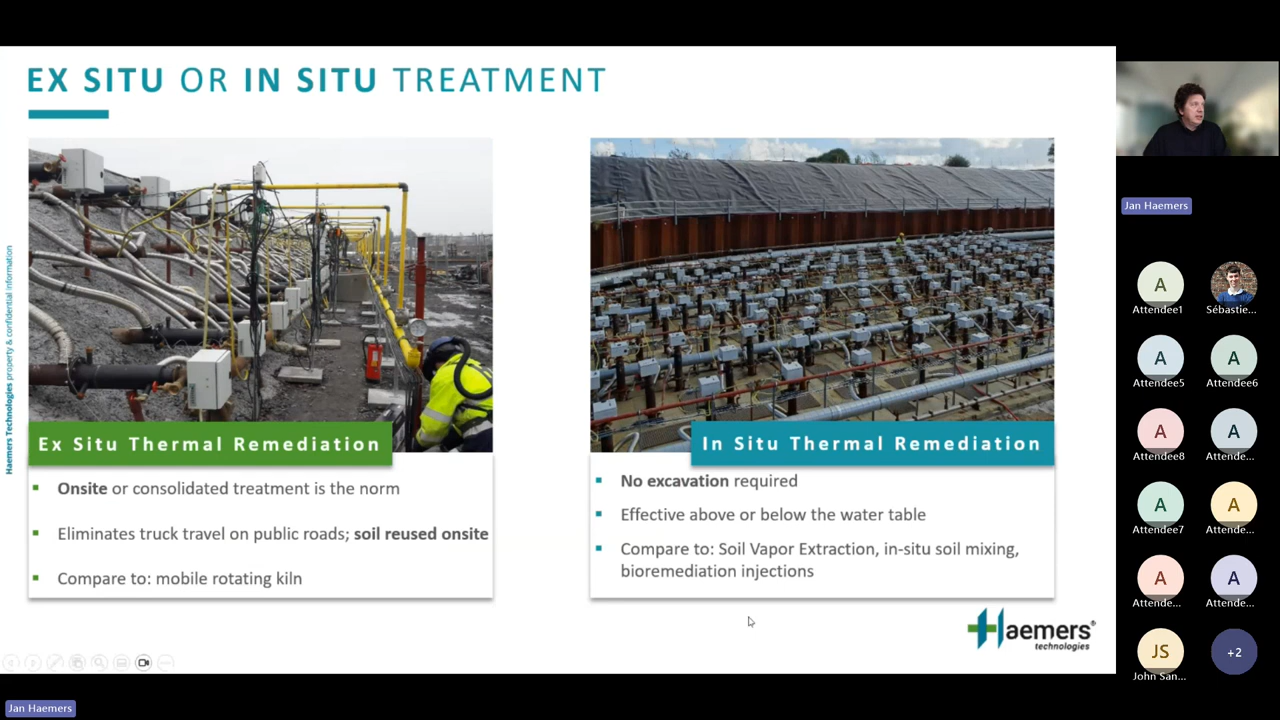 EX SITU OR IN SITU TREATMENT
Haemers Technologies property & confidential information
Ex Situ Thermal Remediation
Onsite or consolidated treatment is the norm
Eliminates truck travel on public roads; soil reused onsite
Compare to: mobile rotating kiln
In Situ Thermal Remediation
No excavation required
Effective above or below the water table
Compare to: Soil Vapor Extraction, in-situ soil mixing,
bioremediation injections
Haemers®
technologies
Jan Haemers
A
Attendee1
Sébastie...
A
Attendee5
A
Attendee6
A
Attendee8
A
Attende...
A
Attendee7
A
Attende...
A
Attende...
A
Attende...
JS
John San...
+2
Jan Haemers